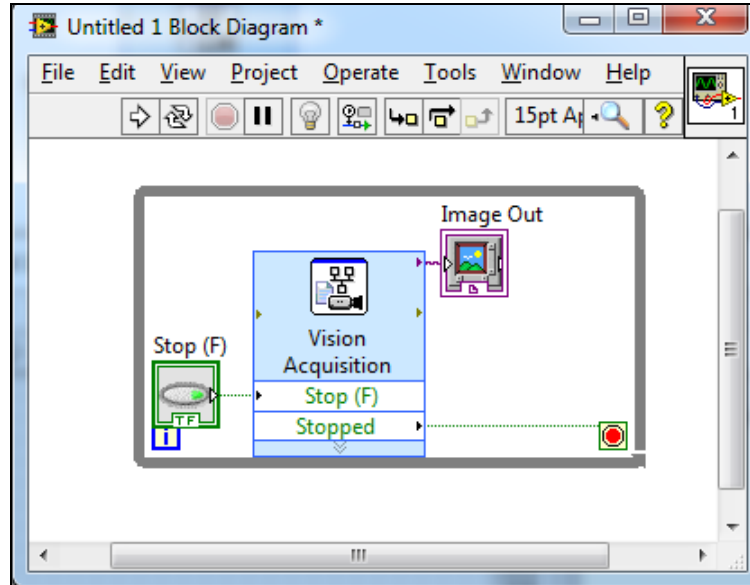 Untitled 1 Block Diagram *
File Edit View Project Operate Tools Window Help
15pt Ap
1
Image Out
Vision
Acquisition
Stop (F)
TF
i
Stop (F)
Stopped